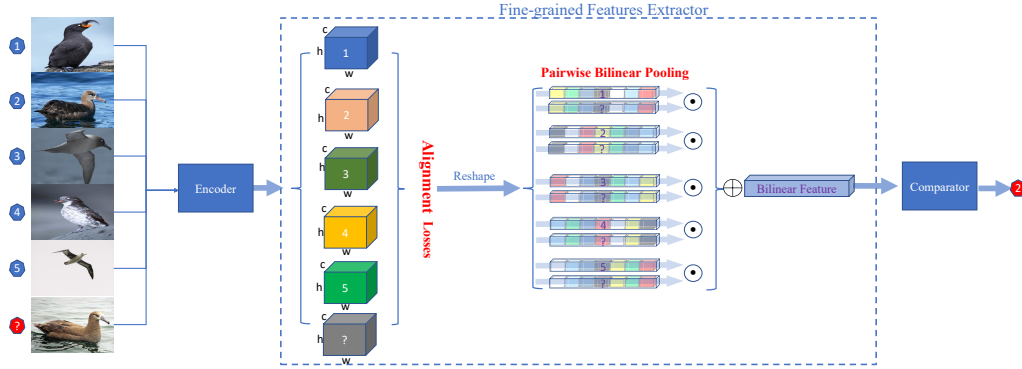 Fine-grained Features Extractor
1
2
3
4
5
?
Encoder
c
h
1
w
c
h
2
w
c
h
3
w
c
h
4
w
c
h
5
w
c
h
?
w
Alignment Losses
Reshape
Pairwise Bilinear Pooling
1
?
2
?
3
?
4
?
5
?
Bilinear Feature
Comparator
2